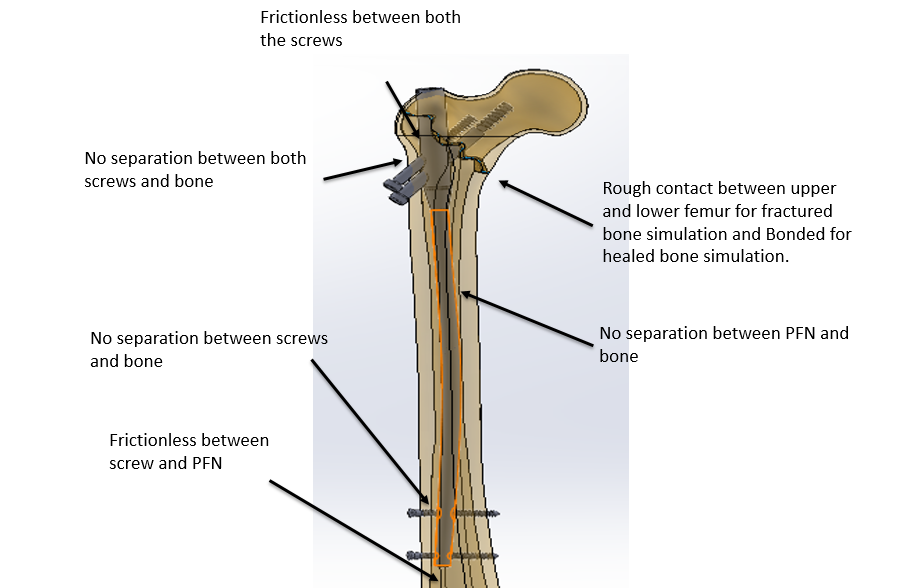 Frictionless between both
the screws
No separation between both
screws and bone
Rough contact between upper
and lower femur for fractured
bone simulation and Bonded for
healed bone simulation.
No separation between PFN and
bone
No separation between screws
and bone
Frictionless between
screw and PFN